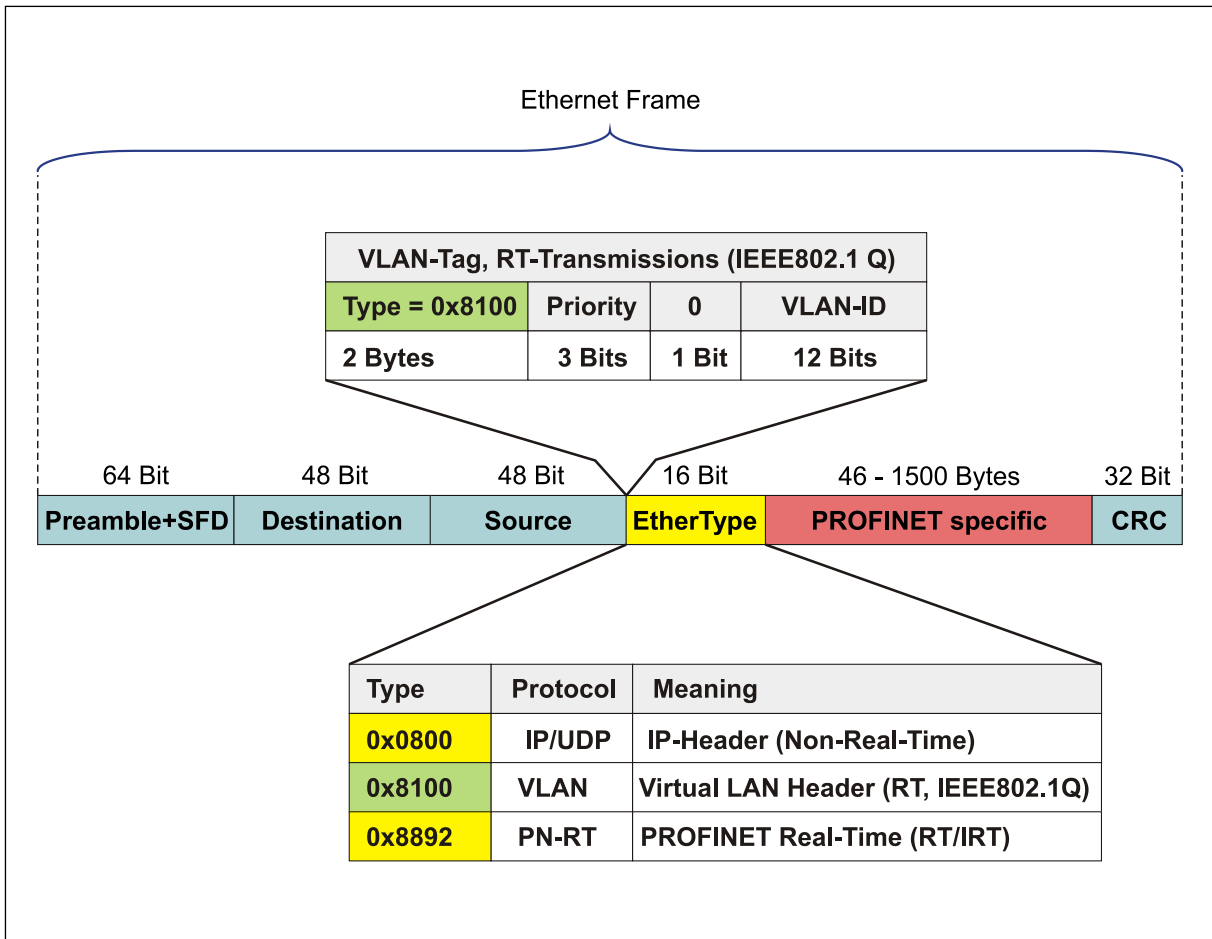 Ethernet Frame
VLAN-Tag, RT-Transmissions (IEEE802.1 Q)
Type = 0x8100 Priority 0 VLAN-ID
2 Bytes 3 Bits 1 Bit 12 Bits
64 Bit 48 Bit 48 Bit 16 Bit 46 - 1500 Bytes 32 Bit
Preamble+SFD Destination Source EtherType PROFINET specific CRC
Type Protocol Meaning
0x0800 IP/UDP IP-Header (Non-Real-Time)
0x8100 VLAN Virtual LAN Header (RT, IEEE802.1Q)
0x8892 PN-RT PROFINET Real-Time (RT/IRT)